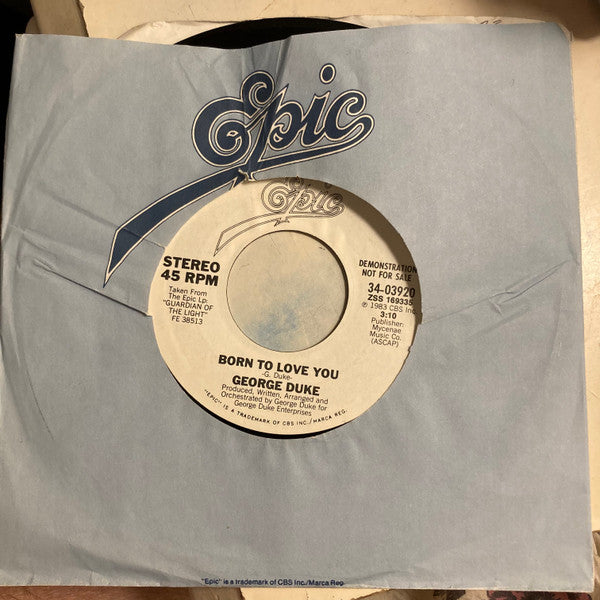 Epic
Epic
STEREO
45 RPM
Taken From
The Epic Lp:
"GUARDIAN OF
THE LIGHT"
FE 38513
DEMONSTRATION
NOT FOR SALE
34-03920
ZSS 169335
℗ 1983 CBS Inc.
3:10
Publisher:
Mycenae
Music Co.
(ASCAP)
BORN TO LOVE YOU
-G. Duke-
GEORGE DUKE
Produced, Written, Arranged and
Orchestrated by George Duke for
George Duke Enterprises
"EPIC" IS A TRADEMARK OF CBS INC./MARCA REG.
"Epic" is a trademark of CBS Inc./Marca Reg.